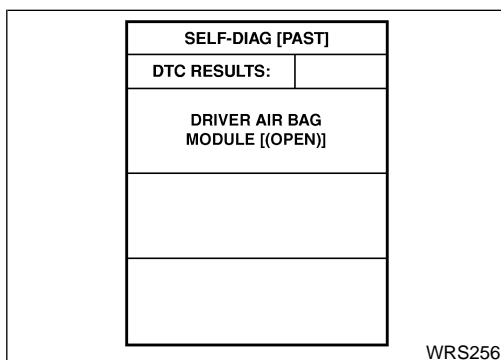 SELF-DIAG [PAST]
DTC RESULTS:
DRIVER AIR BAG
MODULE [(OPEN)]
WRS256